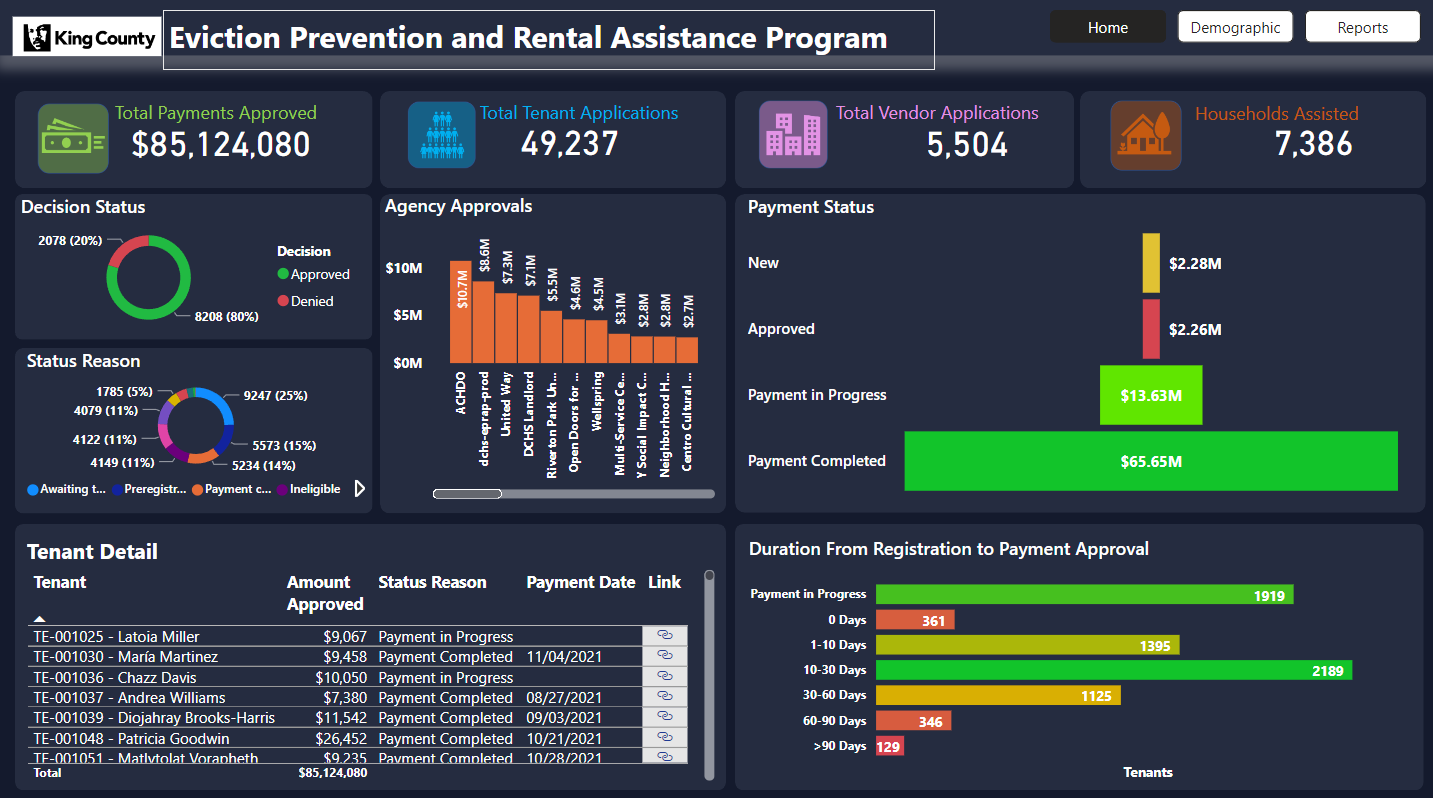 King County
Eviction Prevention and Rental Assistance Program
Home
Demographic
Reports
Total Payments Approved
$85,124,080
Total Tenant Applications
49,237
Total Vendor Applications
5,504
Households Assisted
7,386
Decision Status
2078 (20%)
8208 (80%)
Decision
Approved
Denied
Status Reason
1785 (5%)
9247 (25%)
4079 (11%)
4122 (11%)
5573 (15%)
4149 (11%)
5234 (14%)
Awaiting t...
Preregistr...
Payment c...
Ineligible
Agency Approvals
$10M
$5M
$0M
$10.7M
$8.6M
$7.3M
$7.1M
$5.5M
$4.6M
$4.5M
$3.1M
$2.8M
$2.8M
$2.7M
ACHDO
dchs-eprap-prod
United Way
DCHS Landlord
Riverton Park Un...
Open Doors for ...
Wellspring
Multi-Service Ce...
Y Social Impact C...
Neighborhood H...
Centro Cultural ...
Payment Status
New
$2.28M
Approved
$2.26M
Payment in Progress
$13.63M
Payment Completed
$65.65M
Tenant Detail
Tenant Amount Approved Status Reason Payment Date Link
TE-001025 - Latoia Miller $9,067 Payment in Progress
TE-001030 - María Martinez $9,458 Payment Completed 11/04/2021
TE-001036 - Chazz Davis $10,050 Payment in Progress
TE-001037 - Andrea Williams $7,380 Payment Completed 08/27/2021
TE-001039 - Diojahray Brooks-Harris $11,542 Payment Completed 09/03/2021
TE-001048 - Patricia Goodwin $26,452 Payment Completed 10/21/2021
TE-001051 - Matlytolat Vorapheth $9,235 Payment Completed 10/28/2021
Total $85,124,080
Duration From Registration to Payment Approval
Payment in Progress 1919
0 Days 361
1-10 Days 1395
10-30 Days 2189
30-60 Days 1125
60-90 Days 346
>90 Days 129
Tenants